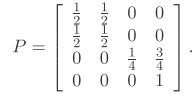 P = [ 1/2 1/2 0 0
1/2 1/2 0 0
0 0 1/4 3/4
0 0 0 1 ] .